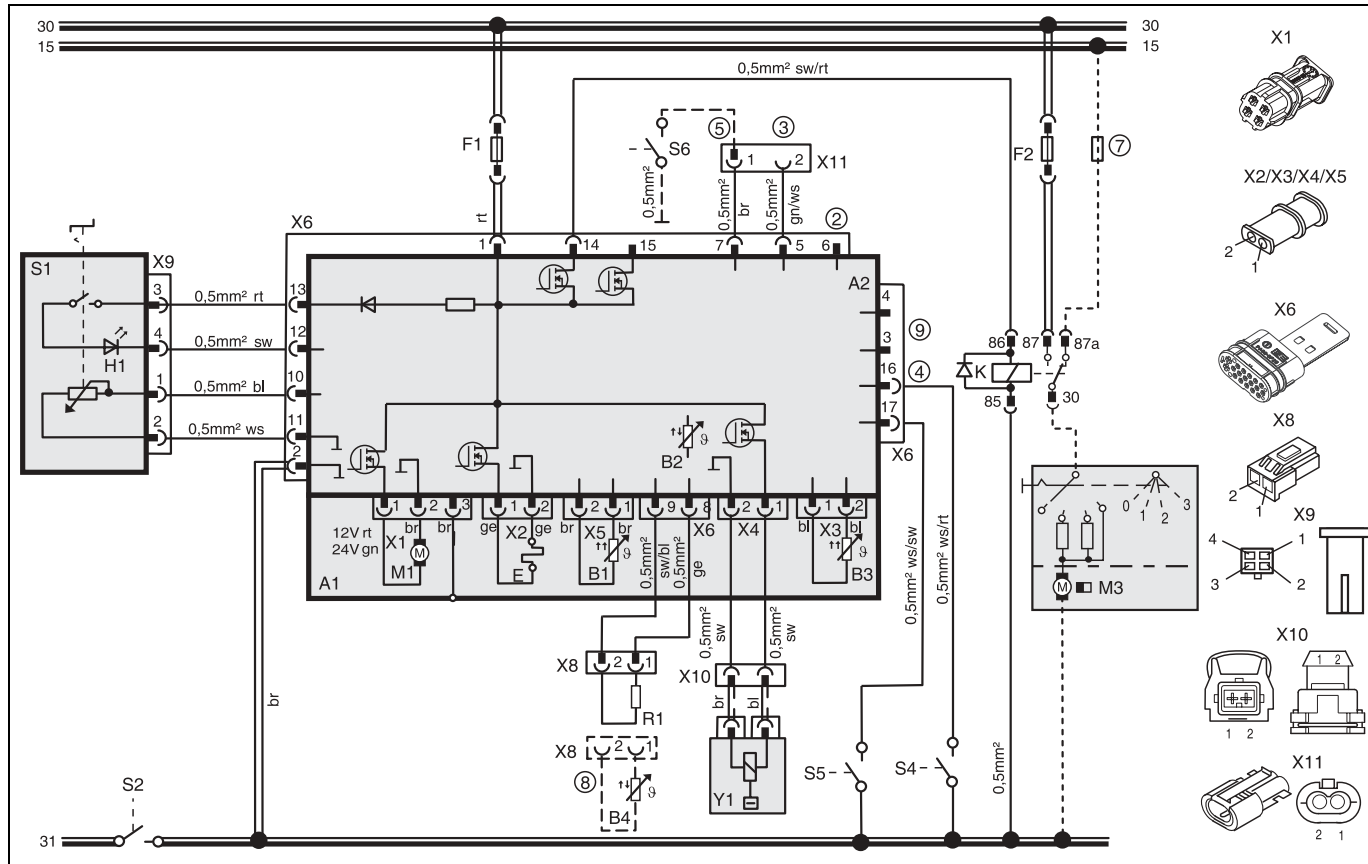 30
30
15
15
X1
0,5mm² sw/rt
F1
S6
5
3
1
2
X11
F2
7
X2/X3/X4/X5
2
1
rt
0,5mm²
0,5mm²
br
0,5mm²
gn/ws
X6
2
1
14
15
7
5
6
S1
X9
A2
3
0,5mm² rt
13
4
9
X6
4
0,5mm² sw
12
3
H1
86
87
87a
1
0,5mm² bl
10
16
4
K
2
0,5mm² ws
11
17
85
30
2
B2
ϑ
X6
X8
2
1
0
1
2
3
1
2
3
1
2
2
1
9
8
2
1
1
2
12V rt
24V gn
br
br
X1
ge
X2
ge
br
X5
br
X6
X4
bl
X3
bl
M
M1
E
B1
ϑ
B3
ϑ
A1
0,5mm²
sw/bl
0,5mm²
ge
0,5mm² ws/sw
0,5mm² ws/rt
M
M3
X9
4
1
3
2
0,5mm²
sw
0,5mm²
sw
X8
2
1
X10
R1
br
bl
X10
1 2
1 2
br
X8
2
1
8
B4
ϑ
Y1
S5
S4
0,5mm²
X11
2 1
S2
31